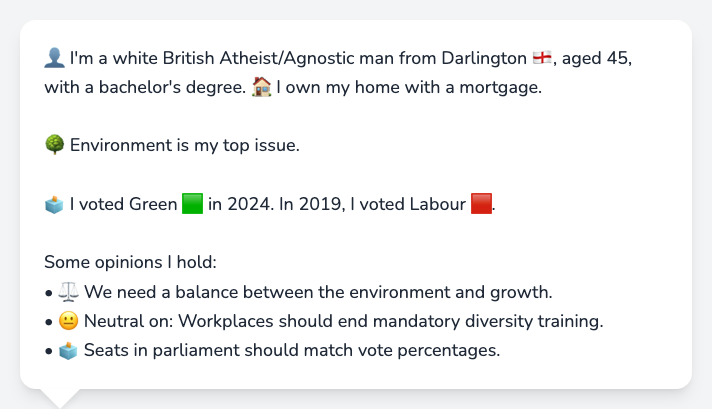 👤 I'm a white British Atheist/Agnostic man from Darlington 🏴󠁧󠁢󠁥󠁮󠁧󠁿, aged 45,
with a bachelor's degree. 🏠 I own my home with a mortgage.
🌳 Environment is my top issue.
🗳️ I voted Green 🟩 in 2024. In 2019, I voted Labour 🟥.
Some opinions I hold:
• ⚖️ We need a balance between the environment and growth.
• 😐 Neutral on: Workplaces should end mandatory diversity training.
• 🗳️ Seats in parliament should match vote percentages.